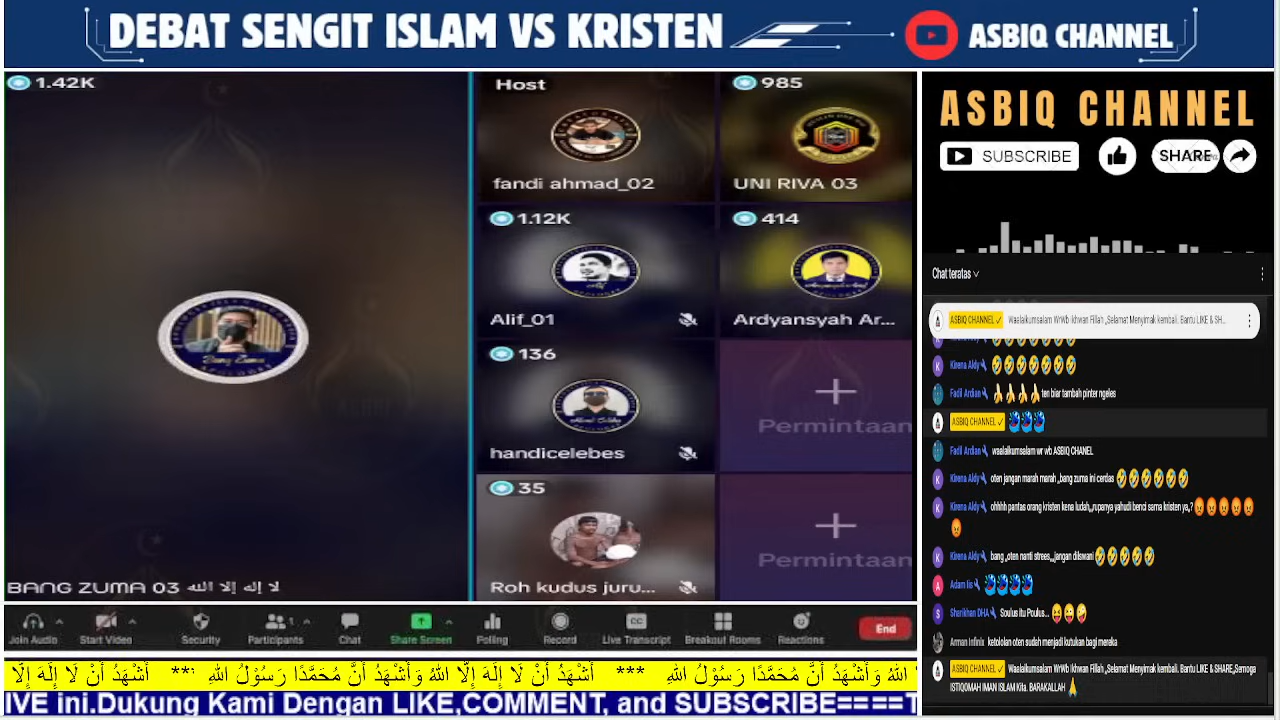 DEBAT SENGIT ISLAM VS KRISTEN
ASBIQ CHANNEL
1.42K
BANG ZUMA 03 لا إله إلا الله
Host
fandi ahmad_02
985
UNI RIVA 03
1.12K
Alif_01
414
Ardyansyah Ar...
136
handicelebes
Permintaan
35
Roh kudus juru...
Permintaan
ASBIQ CHANNEL
SUBSCRIBE
SHARE
Chat teratas
ASBIQ CHANNEL Waalaikumsalam WrWb Ikhwan Fillah ,Selamat Menyimak kembali. Bantu LIKE & SH...
Kirena Aldy 🤣🤣🤣🤣🤣🤣🤣
Fadil Ardian 🍌🍌🍌🍌 ten biar tambah pinter ngeles
ASBIQ CHANNEL
Fadil Ardian waalaikumsalam wr wb ASBIQ CHANNEL
Kirena Aldy oten jangan marah marah ,,bang zuma ini cerdas 🤣🤣🤣🤣🤣🤣
Kirena Aldy ohhhh pantas orang kristen kena ludah,,rupanya yahudi benci sama kristen ya,,? 😡😡😡😡😡
😡
Kirena Aldy bang ,,oten nanti strees,,,jangan diIswani 🤣🤣🤣🤣🤣
Adam Iis
Sharikhan DHA Soulus itu Poulus... 😝😜🤪
Arman Infinix ketololan oten sudah menjadi kutukan bagi mereka
ASBIQ CHANNEL Waalaikumsalam WrWb Ikhwan Fillah ,Selamat Menyimak kembali. Bantu LIKE & SHARE,Semoga
ISTIQOMAH IMAN ISLAM Kita. BARAKALLAH 🙏
Join Audio
Start Video
Security
Participants 1
Chat
Share Screen
Polling
Record
CC
Live Transcript
Breakout Rooms
Reactions
End
اللهُ وَأَشْهَدُ أَنَّ مُحَمَّدًا رَسُوْلُ اللهِ *** أَشْهَدُ أَنْ لَا إِلَهَ إِلَّا اللهُ وَأَشْهَدُ أَنَّ مُحَمَّدًا رَسُوْلُ اللهِ *** أَشْهَدُ أَنْ لَا إِلَهَ إِلَّا
IVE ini.Dukung Kami Dengan LIKE,COMMENT, and SUBSCRIBE====T